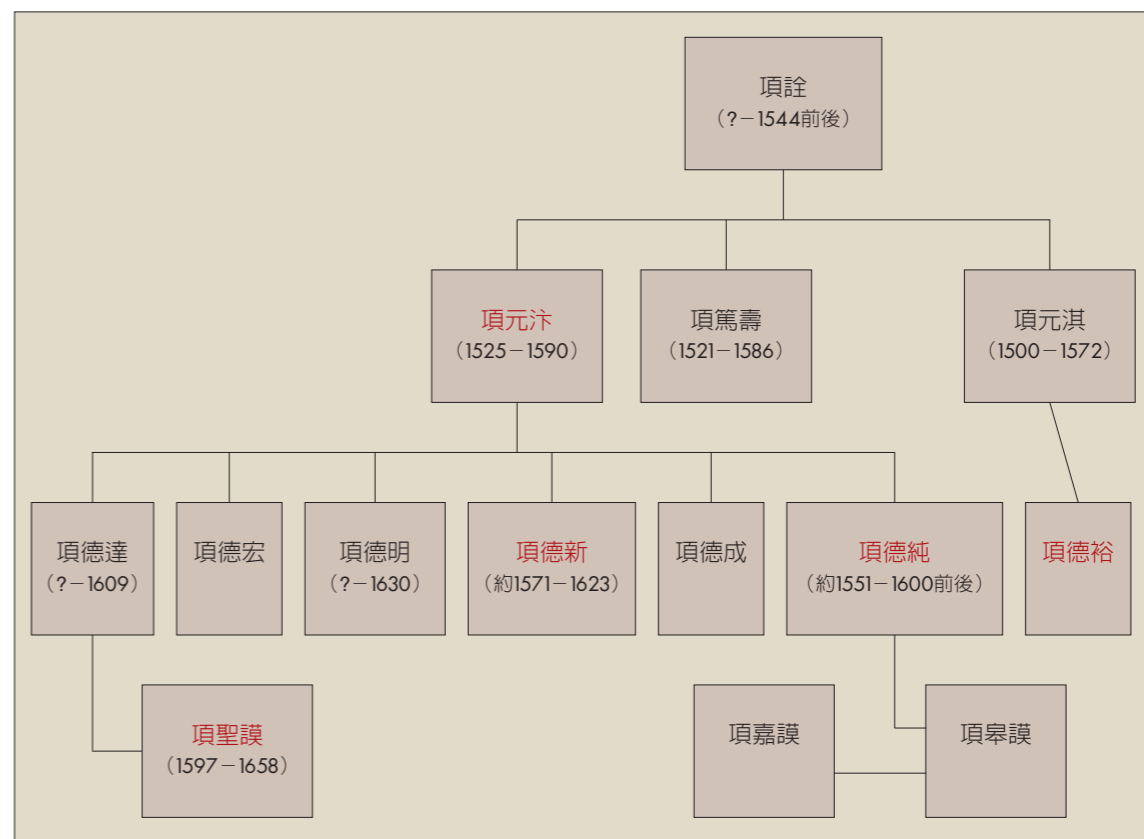 項詮
（?－1544前後）
項元汴
（1525－1590）
項篤壽
（1521－1586）
項元淇
（1500－1572）
項德達
（?－1609）
項德宏
項德明
（?－1630）
項德新
（約1571－1623）
項德成
項德純
（約1551－1600前後）
項德裕
項聖謨
（1597－1658）
項嘉謨
項皋謨